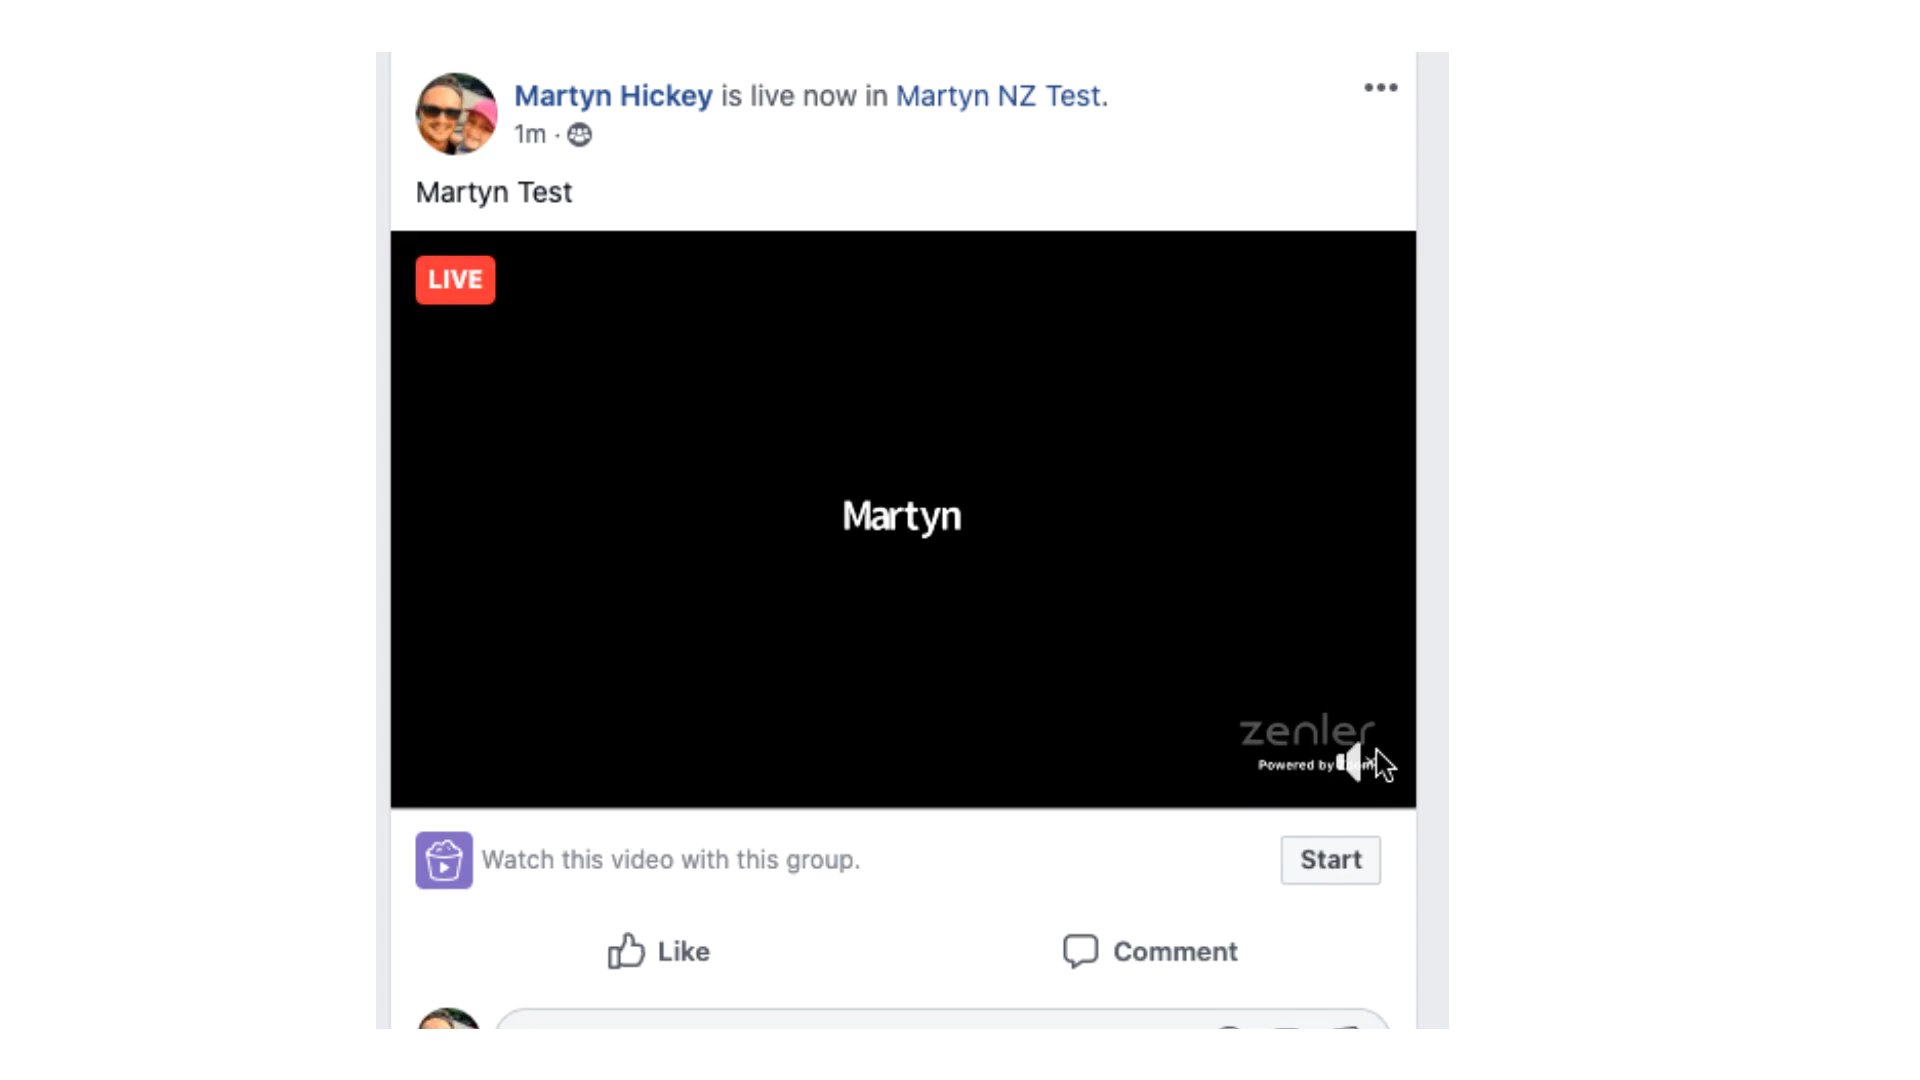 Martyn Hickey is live now in Martyn NZ Test.
1m ·
Martyn Test
LIVE
Martyn
zenler
Powered by
Watch this video with this group.
Start
Like
Comment